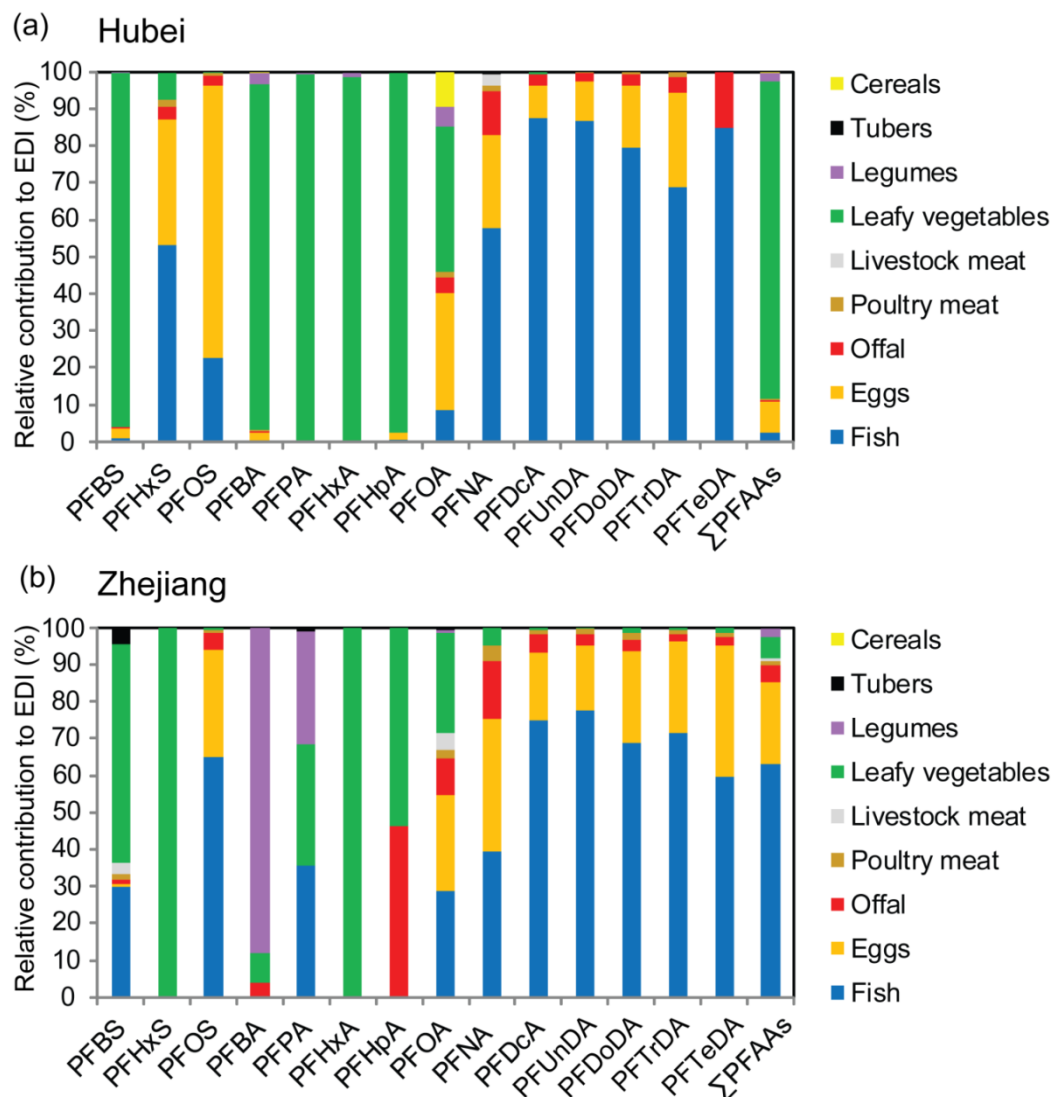 (a)
Hubei
Relative contribution to EDI (%)
100
90
80
70
60
50
40
30
20
10
0
PFBS
PFHxS
PFOS
PFBA
PFPA
PFHxA
PFHpA
PFOA
PFNA
PFDcA
PFUnDA
PFDoDA
PFTrDA
PFTeDA
∑PFAAs
Cereals
Tubers
Legumes
Leafy vegetables
Livestock meat
Poultry meat
Offal
Eggs
Fish
(b)
Zhejiang
Relative contribution to EDI (%)
100
90
80
70
60
50
40
30
20
10
0
PFBS
PFHxS
PFOS
PFBA
PFPA
PFHxA
PFHpA
PFOA
PFNA
PFDcA
PFUnDA
PFDoDA
PFTrDA
PFTeDA
∑PFAAs
Cereals
Tubers
Legumes
Leafy vegetables
Livestock meat
Poultry meat
Offal
Eggs
Fish